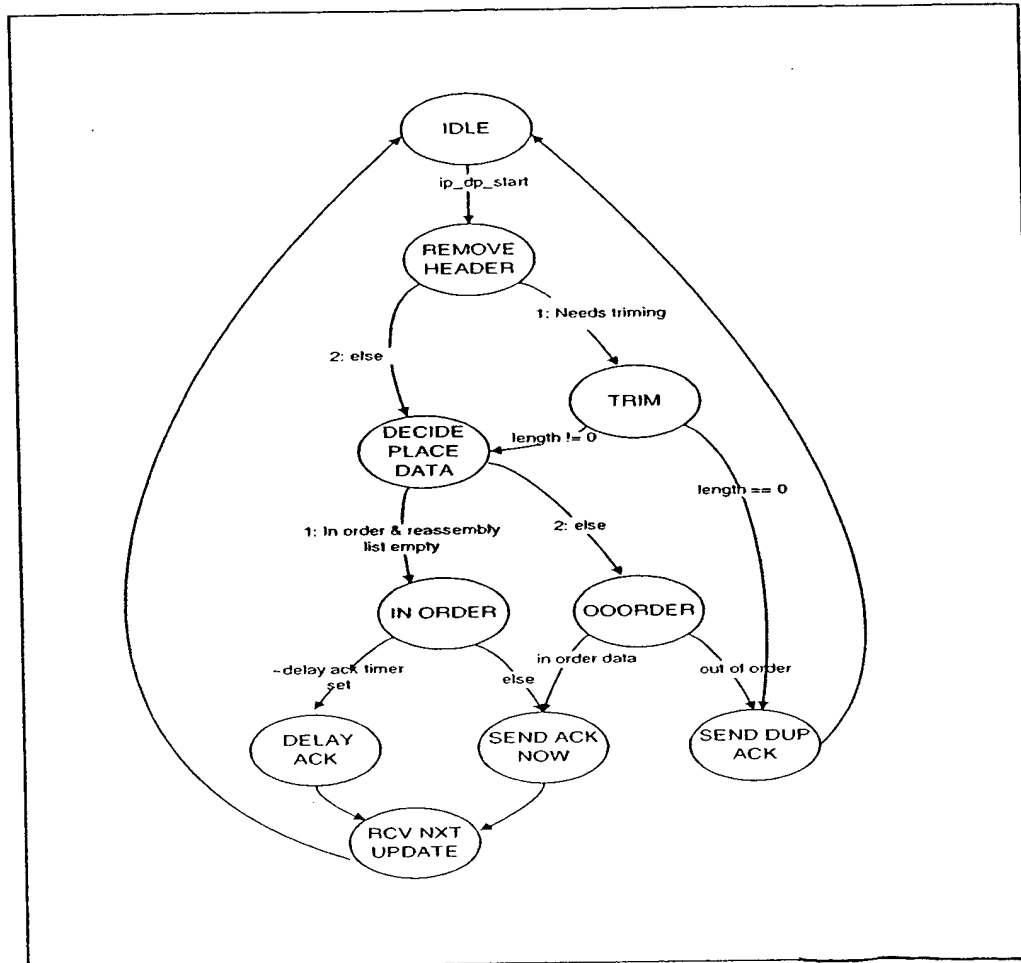 IDLE
ip_dp_start
REMOVE
HEADER
1: Needs triming
2: else
TRIM
DECIDE
PLACE
DATA
length != 0
length == 0
1: In order & reassembly
list empty
2: else
IN ORDER
OOORDER
~delay ack timer
set
else
in order data
out of order
DELAY
ACK
SEND ACK
NOW
SEND DUP
ACK
RCV NXT
UPDATE